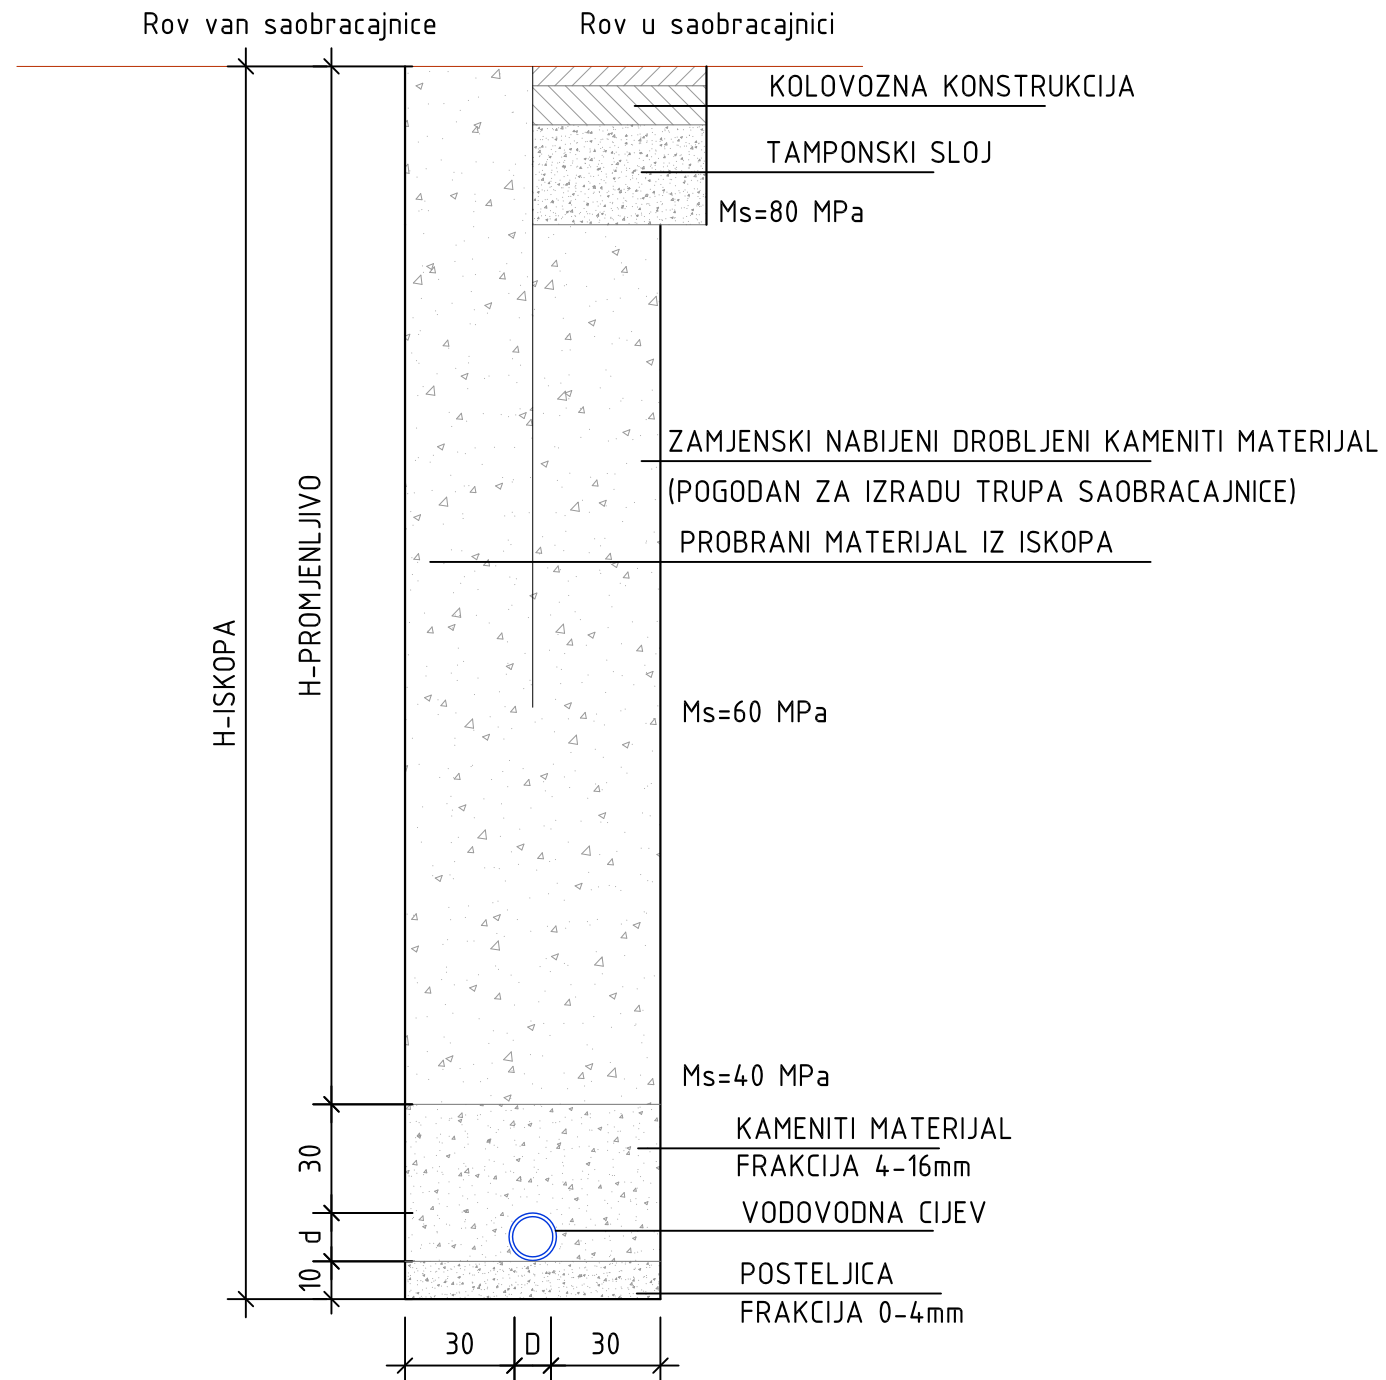 Rov van saobracajnice
Rov u saobracajnici
KOLOVOZNA KONSTRUKCIJA
TAMPONSKI SLOJ
Ms=80 MPa
ZAMJENSKI NABIJENI DROBLJENI KAMENITI MATERIJAL
(POGODAN ZA IZRADU TRUPA SAOBRACAJNICE)
PROBRANI MATERIJAL IZ ISKOPA
H-PROMJENLJIVO
H-ISKOPA
Ms=60 MPa
Ms=40 MPa
KAMENITI MATERIJAL
FRAKCIJA 4-16mm
30
VODOVODNA CIJEV
d
POSTELJICA
10
FRAKCIJA 0-4mm
30
D
30